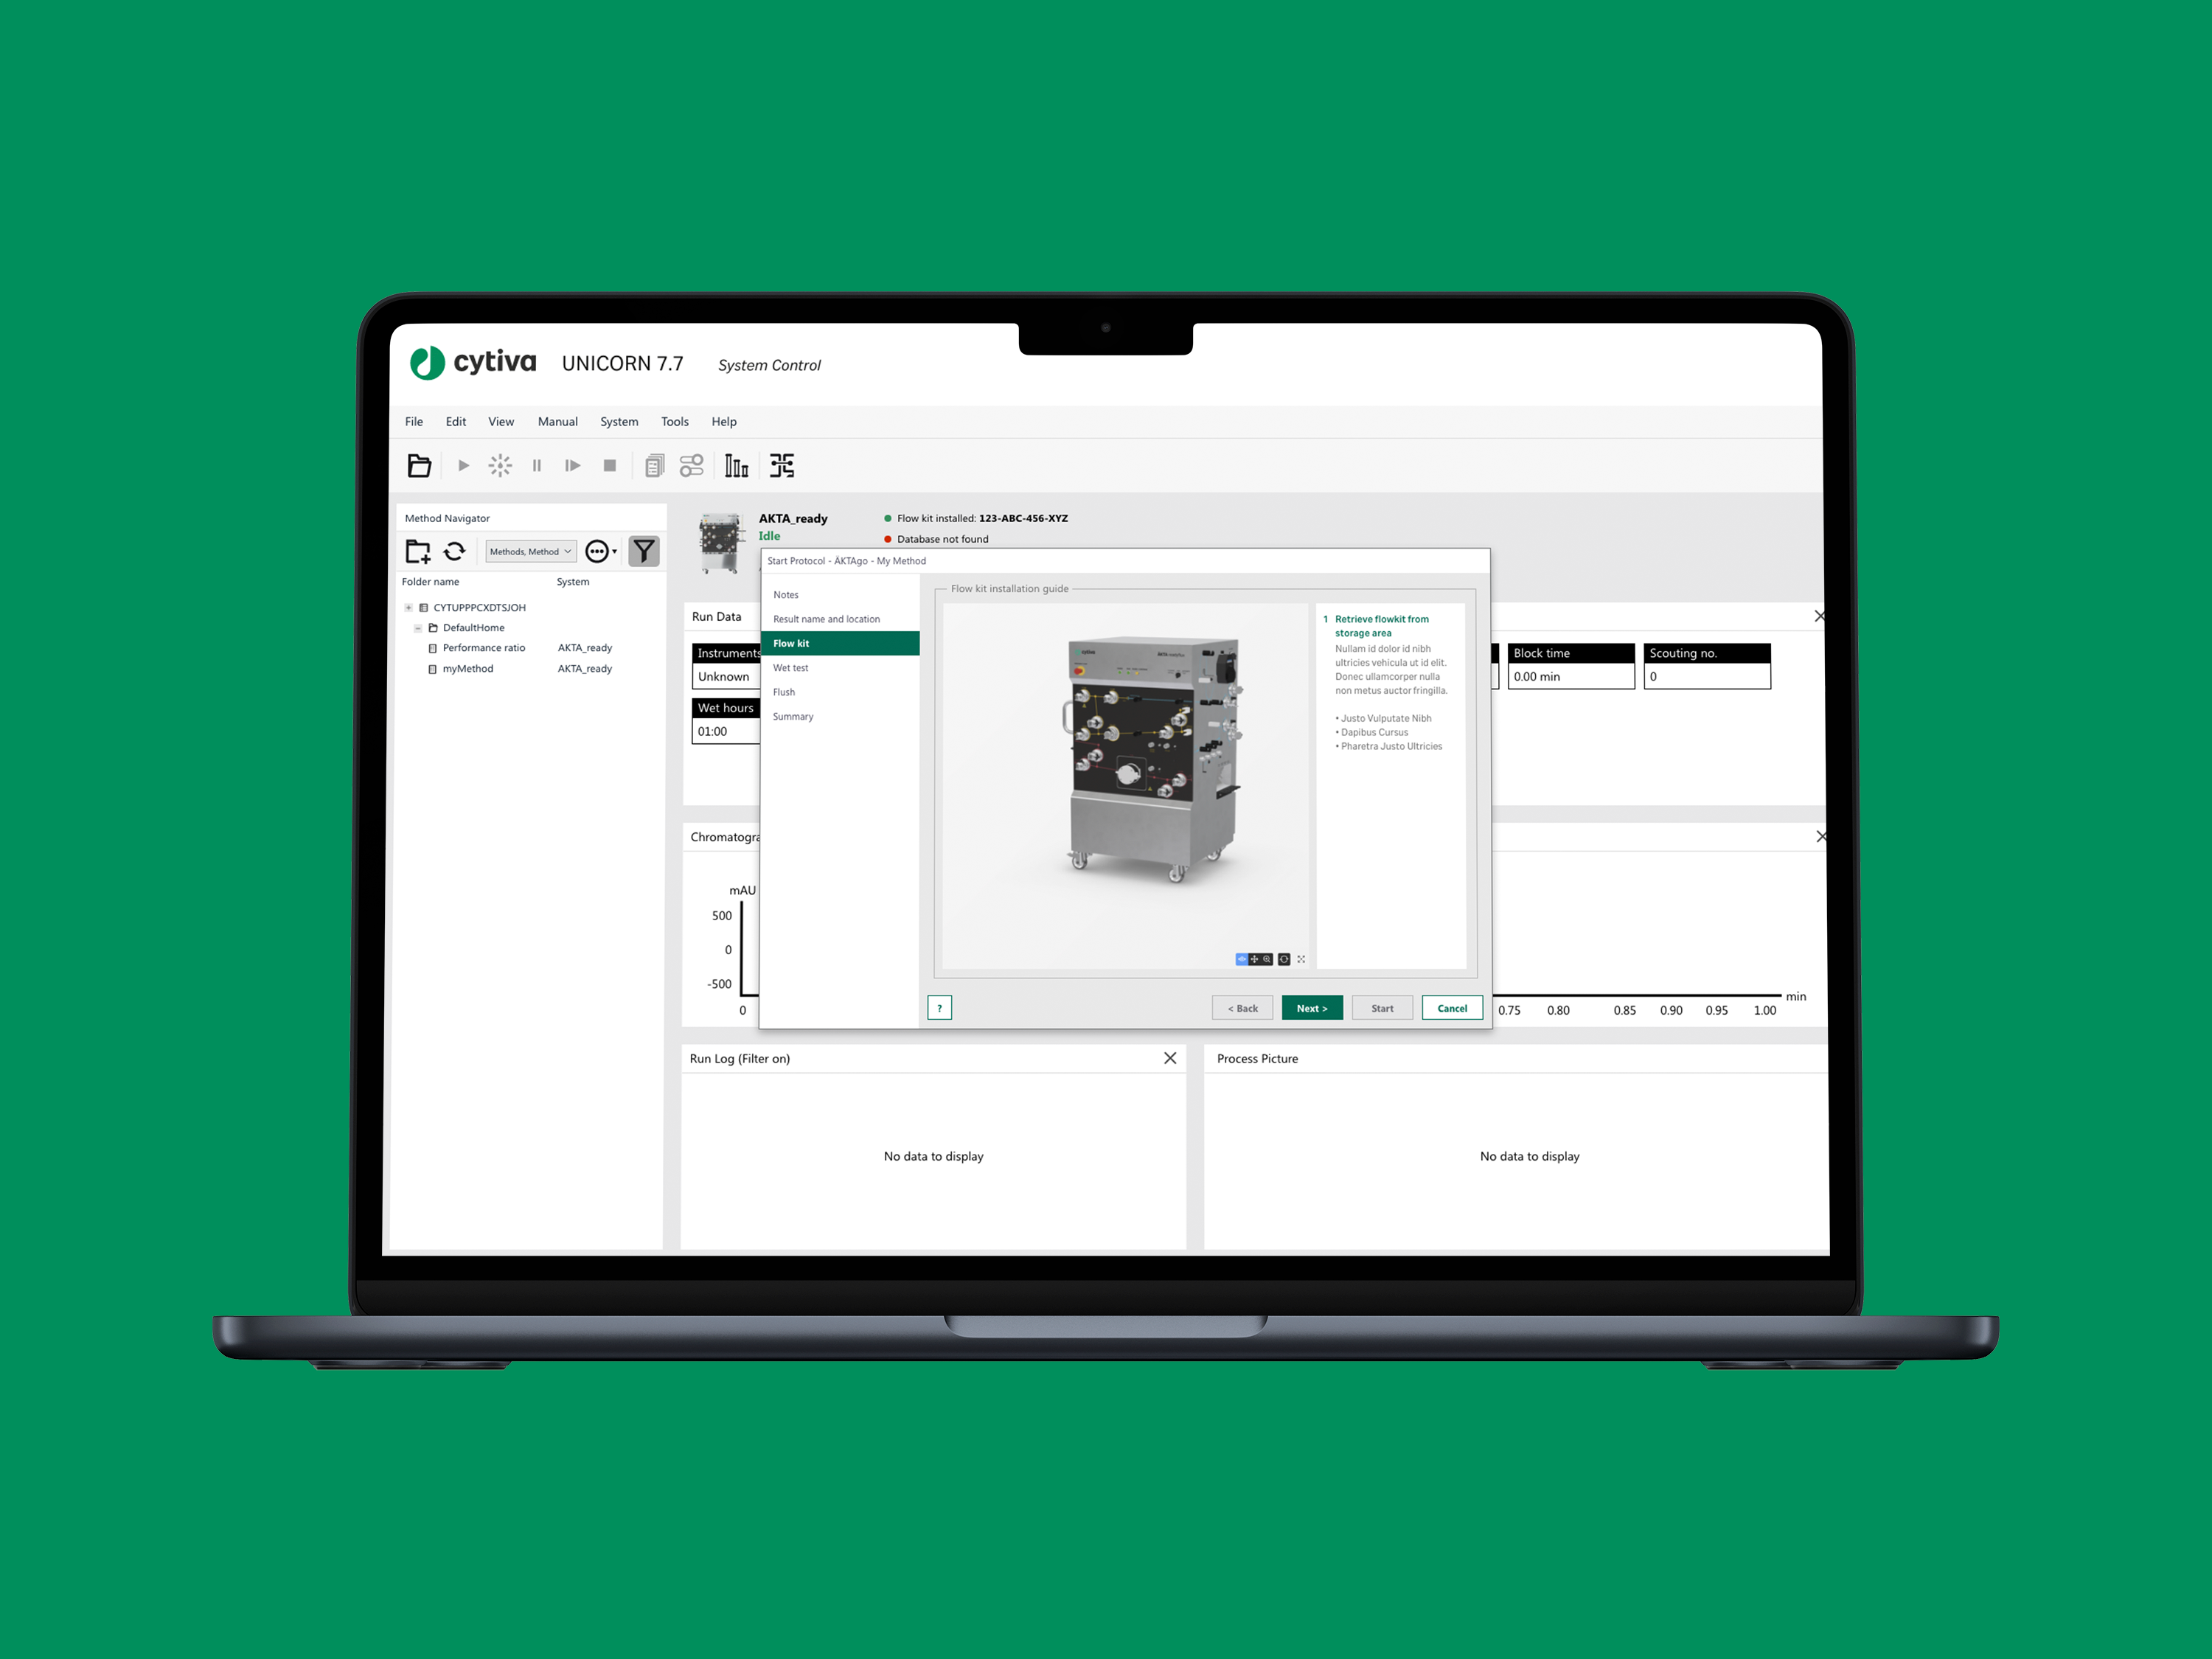 cytiva UNICORN 7.7 System Control
File Edit View Manual System Tools Help
Method Navigator
Methods, Method
Folder name System
CYTUPPPCXDTSJOH
DefaultHome
Performance ratio AKTA_ready
myMethod AKTA_ready
AKTA_ready
Idle
Flow kit installed: 123-ABC-456-XYZ
Database not found
Run Data
Instruments
Unknown
Wet hours
01:00
Block time
0.00 min
Scouting no.
0
Chromatogra
mAU
500
0
-500
0
0.75 0.80 0.85 0.90 0.95 1.00
min
Start Protocol - ÄKTAgo - My Method
Notes
Result name and location
Flow kit
Wet test
Flush
Summary
Flow kit installation guide
cytiva
1 Retrieve flowkit from
storage area
Nullam id dolor id nibh
ultricies vehicula ut id elit.
Donec ullamcorper nulla
non metus auctor fringilla.
• Justo Vulputate Nibh
• Dapibus Cursus
• Pharetra Justo Ultricies
?
< Back
Next >
Start
Cancel
Run Log (Filter on)
No data to display
Process Picture
No data to display